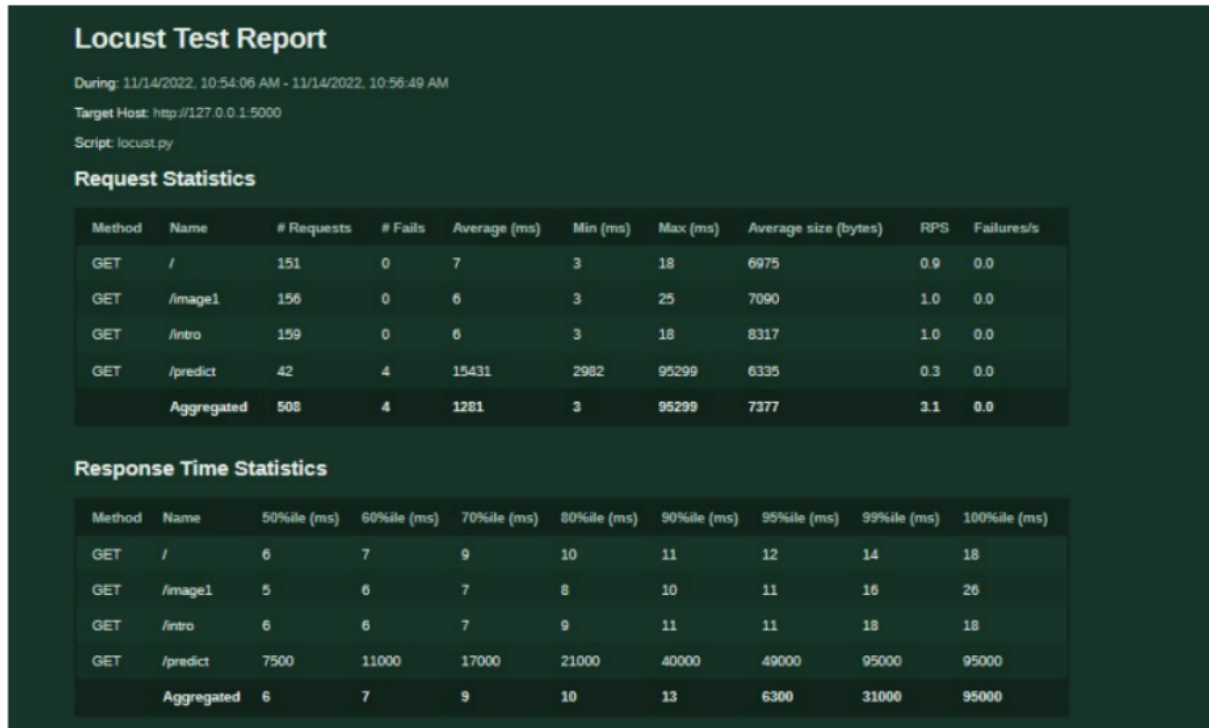 Locust Test Report
During: 11/14/2022, 10:54:06 AM - 11/14/2022, 10:56:49 AM
Target Host: http://127.0.0.1:5000
Script: locust.py
Request Statistics
Method Name # Requests # Fails Average (ms) Min (ms) Max (ms) Average size (bytes) RPS Failures/s
GET / 151 0 7 3 18 6975 0.9 0.0
GET /image1 156 0 6 3 25 7090 1.0 0.0
GET /intro 159 0 6 3 18 8317 1.0 0.0
GET /predict 42 4 15431 2982 95299 6335 0.3 0.0
Aggregated 508 4 1281 3 95299 7377 3.1 0.0
Response Time Statistics
Method Name 50%ile (ms) 60%ile (ms) 70%ile (ms) 80%ile (ms) 90%ile (ms) 95%ile (ms) 99%ile (ms) 100%ile (ms)
GET / 6 7 9 10 11 12 14 18
GET /image1 5 6 7 8 10 11 16 26
GET /intro 6 6 7 9 11 11 18 18
GET /predict 7500 11000 17000 21000 40000 49000 95000 95000
Aggregated 6 7 9 10 13 6300 31000 95000